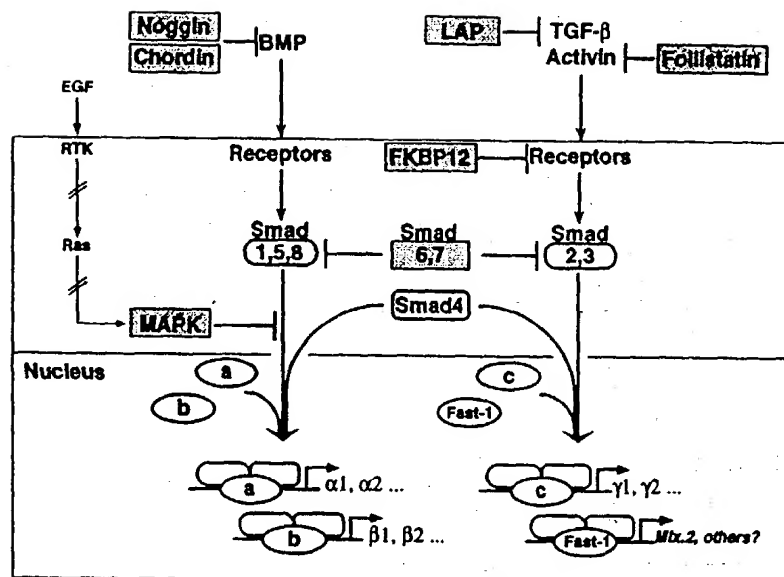 Noggin
Chordin
BMP
LAP
TGF-β
Activin
Follistatin
EGF
RTK
Receptors
FKBP12
Receptors
Ras
Smad
1,5,8
Smad
6,7
Smad
2,3
MAPK
Smad4
Nucleus
a
b
c
Fast-1
a
α1, α2 ...
c
γ1, γ2 ...
b
β1, β2 ...
Fast-1
Mix.2, others?